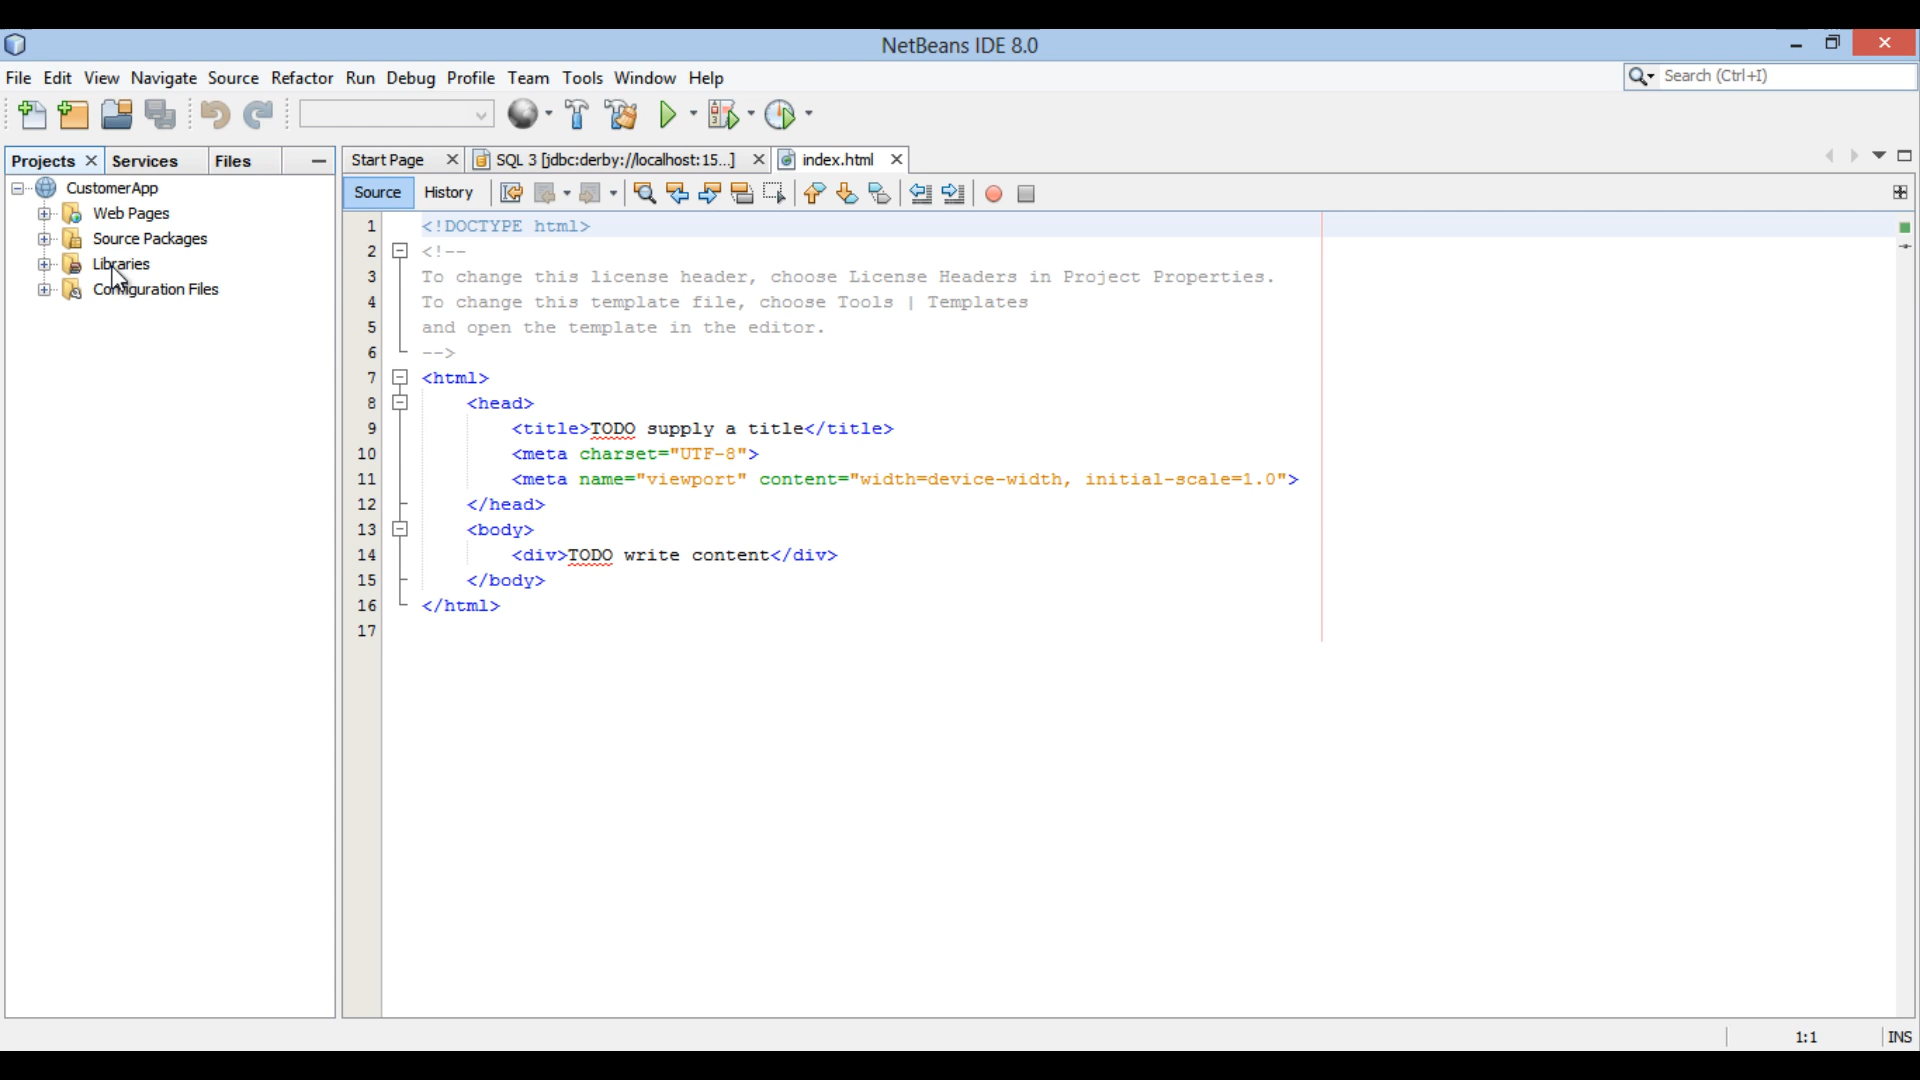 NetBeans IDE 8.0
File Edit View Navigate Source Refactor Run Debug Profile Team Tools Window Help
Search (Ctrl+I)
Projects Services Files
Start Page SQL 3 [jdbc:derby://localhost:15...] index.html
CustomerApp
Web Pages
Source Packages
Libraries
Configuration Files
Source History
1 <!DOCTYPE html>
2 <!--
3 To change this license header, choose License Headers in Project Properties.
4 To change this template file, choose Tools | Templates
5 and open the template in the editor.
6 -->
7 <html>
8 <head>
9 <title>TODO supply a title</title>
10 <meta charset="UTF-8">
11 <meta name="viewport" content="width=device-width, initial-scale=1.0">
12 </head>
13 <body>
14 <div>TODO write content</div>
15 </body>
16 </html>
17
1:1 INS